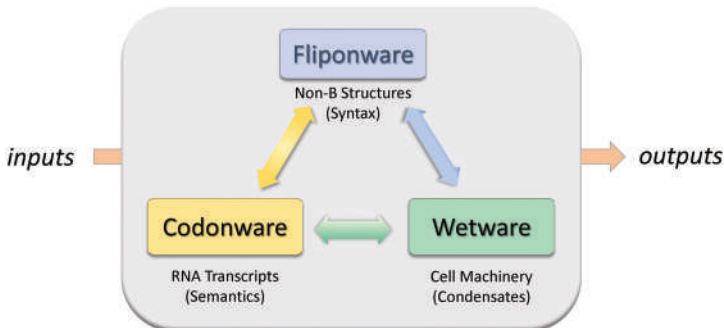 Fliponware
Non-B Structures
(Syntax)
inputs
outputs
Codonware
Wetware
RNA Transcripts
(Semantics)
Cell Machinery
(Condensates)